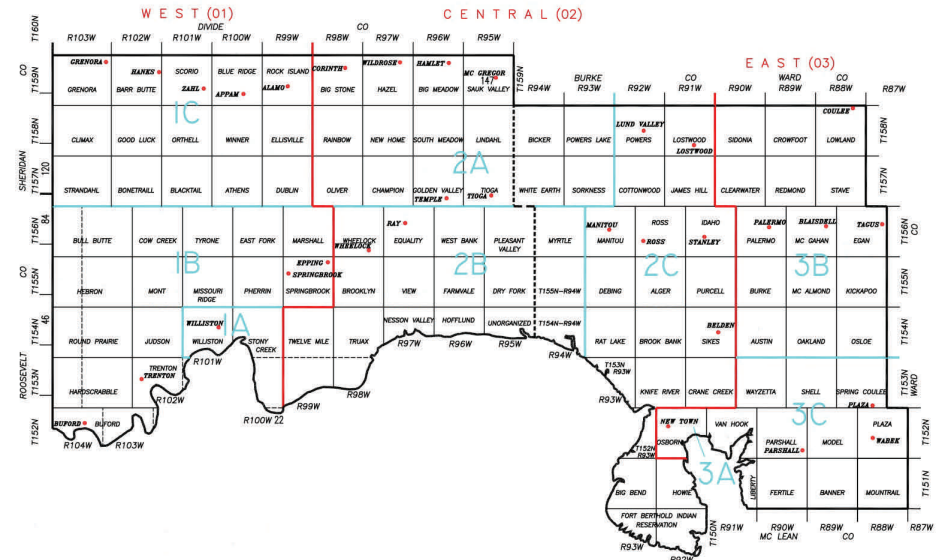 WEST (01)
CENTRAL (02)
DIVIDE CO
T160N R103W R102W R101W R100W R99W R98W R97W R96W R95W
EAST (03)
CO T159N
GRENORA HANKS SCORIO BLUE RIDGE ROCK ISLAND CORINTH WILDROSE HAMLET MC GREGOR
147
ZAHL APPAM ALAMO
GRENORA BARR BUTTE BIG STONE HAZEL BIG MEADOW SAUK VALLEY T159N
R94W BURKE R93W R92W CO R91W R90W WARD R89W CO R88W R87W
1C
COULEE
LUND VALLEY
T158N CLIMAX GOOD LUCK ORTHELL WINNER ELLISVILLE RAINBOW NEW HOME SOUTH MEADOW LINDAHL BICKER POWERS LAKE POWERS LOSTWOOD SIDONIA CROWFOOT LOWLAND T158N
LOSTWOOD
2A
SHERIDAN T157N 120
STRANDAHL BONETRAILL BLACKTAIL ATHENS DUBLIN OLIVER CHAMPION GOLDEN VALLEY TIOGA WHITE EARTH SORKNESS COTTONWOOD JAMES HILL CLEARWATER REDMOND STAVE T157N
TEMPLE TIOGA
T156N 84
RAY MANITOU ROSS IDAHO PALERMO BLAISDELL TAGUS
BULL BUTTE COW CREEK TYRONE EAST FORK MARSHALL WHEELOCK EQUALITY WEST BANK PLEASANT VALLEY MYRTLE MANITOU ROSS STANLEY PALERMO MC GAHAN EGAN T156N CO
WHEELOCK
1B 2B 2C 3B
EPPING
SPRINGBROOK
CO T155N
HEBRON MONT MISSOURI RIDGE PHERRIN SPRINGBROOK BROOKLYN VIEW FARMVALE DRY FORK T155N-R94W DEBING ALGER PURCELL BURKE MC ALMOND KICKAPOO T155N
T154N 46
WILLISTON 1A
NESSON VALLEY HOFLUND UNORGANIZED T154N-R94W BELDEN
R97W R96W R95W
ROUND PRAIRIE JUDSON WILLISTON STONY CREEK TWELVE MILE TRUAX RAT LAKE BROOK BANK SIKES AUSTIN OAKLAND OSLOE T154N
R101W R94W
ROOSEVELT T153N
TRENTON
TRENTON
T153N R93W
HARDSCRABBLE R102W R99W R98W R93W KNIFE RIVER CRANE CREEK WAYZETTA SHELL SPRING COULEE T153N WARD
PLAZA
3C
T152N
BUFORD BUFORD
R100W 22
R104W R103W
NEW TOWN VAN HOOK PLAZA T152N
T152N R93W OSBORN PARSHALL MODEL WABEK
PARSHALL
3A
BIG BEND HOWIE LIBERTY FERTILE BANNER MOUNTRAIL T151N
FORT BERTHOLD INDIAN RESERVATION
T150N R91W R90W R89W R88W R87W
MC LEAN CO
R93W
R92W